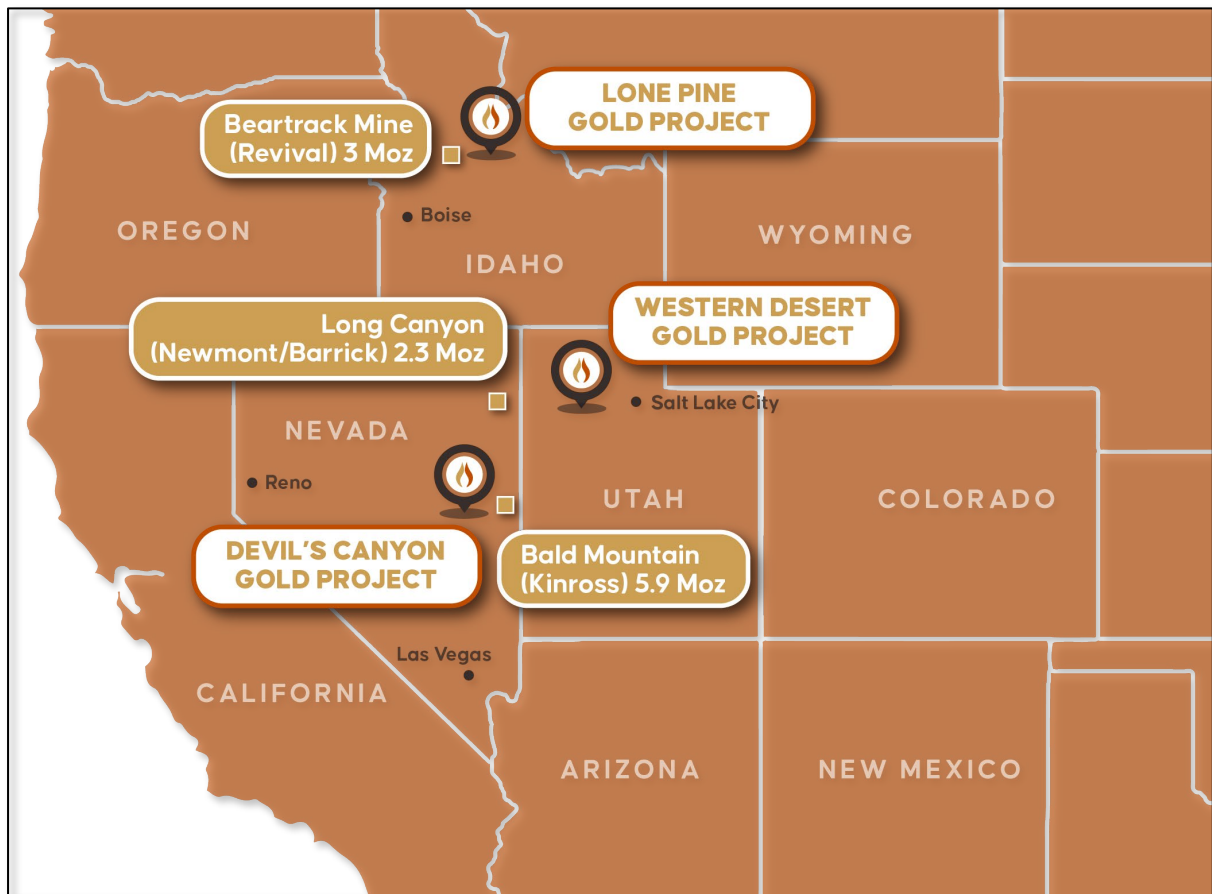 LONE PINE
GOLD PROJECT
Beartrack Mine
(Revival) 3 Moz
Boise
OREGON
IDAHO
WYOMING
WESTERN DESERT
GOLD PROJECT
Long Canyon
(Newmont/Barrick) 2.3 Moz
Salt Lake City
NEVADA
Reno
UTAH
COLORADO
DEVIL'S CANYON
GOLD PROJECT
Bald Mountain
(Kinross) 5.9 Moz
Las Vegas
CALIFORNIA
ARIZONA
NEW MEXICO